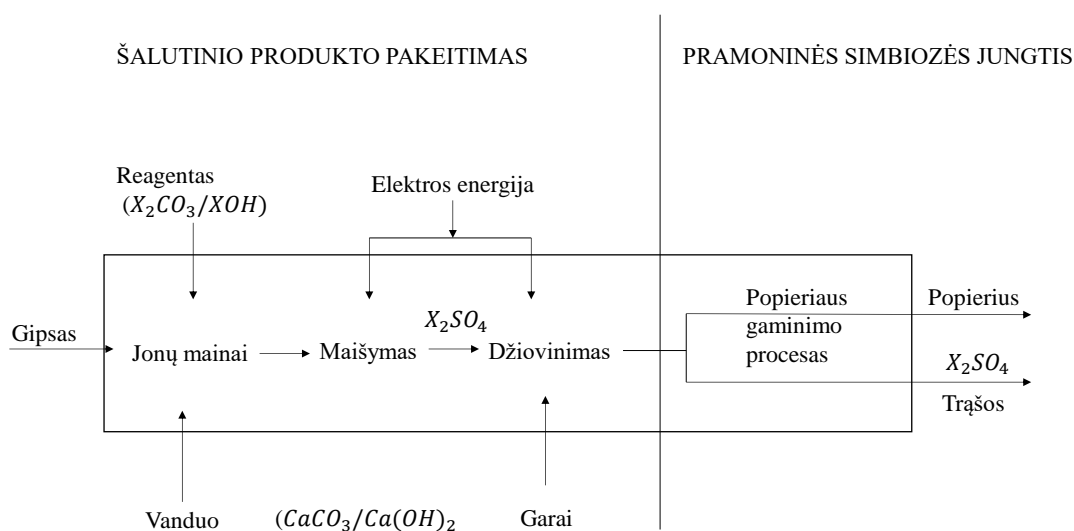 ŠALUTINIO PRODUKTO PAKEITIMAS
PRAMONINĖS SIMBIOZĖS JUNGTIS
Reagentas
(X₂CO₃/XOH)
Elektros energija
Gipsas
Jonų mainai
Maišymas
X₂SO₄
Džiovinimas
Popieriaus
gaminimo
procesas
Popierius
X₂SO₄
Trąšos
Vanduo
(CaCO₃/Ca(OH)₂
Garai